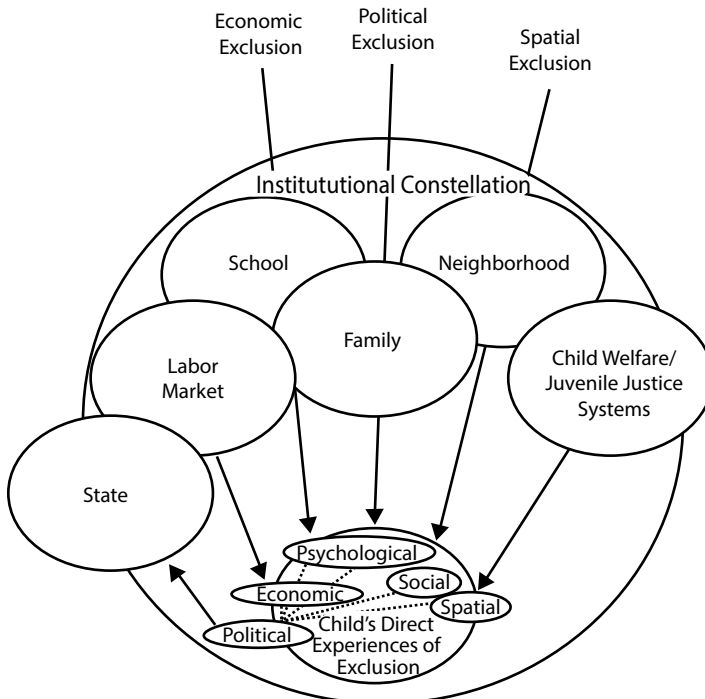 Economic
Exclusion
Political
Exclusion
Spatial
Exclusion
Institututional Constellation
School
Neighborhood
Family
Labor
Market
Child Welfare/
Juvenile Justice
Systems
State
Psychological
Economic
Social
Spatial
Political
Child's Direct
Experiences of
Exclusion